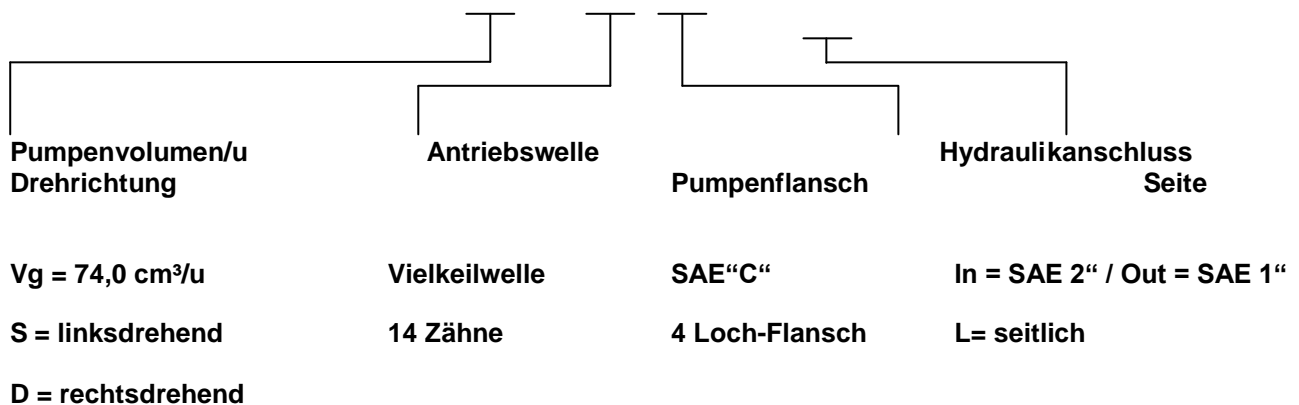 Pumpenvolumen/u Antriebswelle Hydraulikanschluss
Drehrichtung Pumpenflansch Seite
Vg = 74,0 cm³/u Vielkeilwelle SAE“C“ In = SAE 2“ / Out = SAE 1“
S = linksdrehend 14 Zähne 4 Loch-Flansch L= seitlich
D = rechtsdrehend